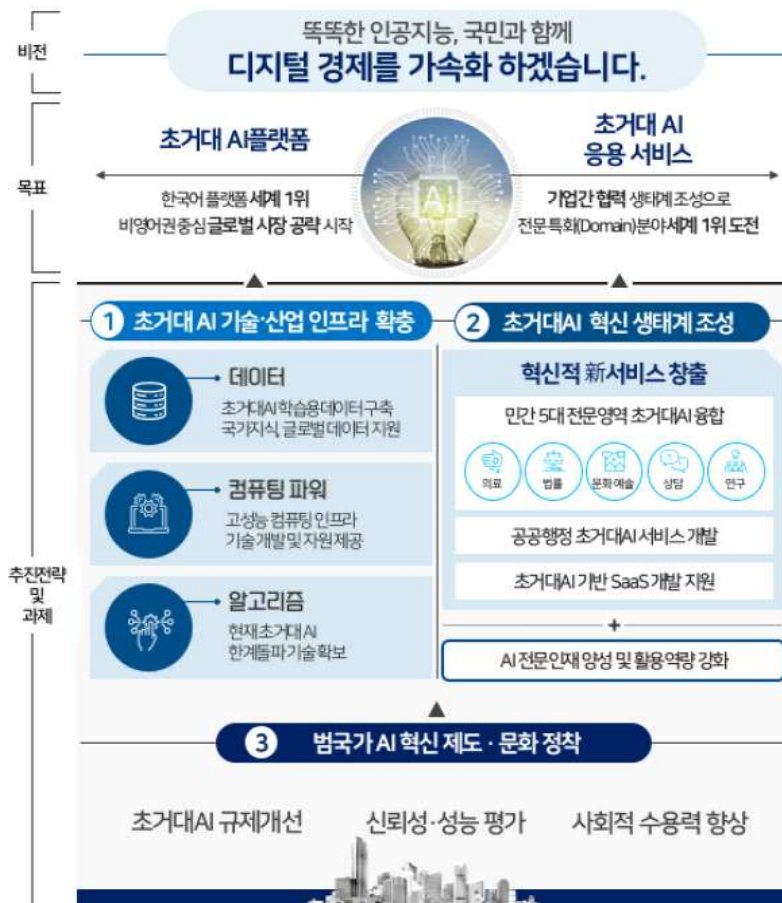 비전
똑똑한 인공지능, 국민과 함께
디지털 경제를 가속화 하겠습니다.
목표
초거대 AI플랫폼
한국어 플랫폼 세계 1위
비영어권 중심 글로벌 시장 공략 시작
AI
초거대 AI
응용 서비스
기업간 협력 생태계 조성으로
전문 특화(Domain)분야 세계 1위 도전
추진전략
및
과제
1 초거대 AI 기술·산업 인프라 확충
데이터
초거대AI 학습용 데이터 구축
국가지식, 글로벌 데이터 지원
컴퓨팅 파워
고성능 컴퓨팅 인프라
기술 개발 및 자원 제공
알고리즘
현재 초거대 AI
한계돌파 기술 확보
2 초거대AI 혁신 생태계 조성
혁신적 新서비스 창출
민간 5대 전문영역 초거대AI 융합
의료 법률 문화·예술 상담 연구
공공행정 초거대AI 서비스 개발
초거대AI 기반 SaaS 개발 지원
+
AI 전문인재 양성 및 활용역량 강화
3 범국가 AI 혁신 제도·문화 정착
초거대AI 규제개선 신뢰성·성능 평가 사회적 수용력 향상